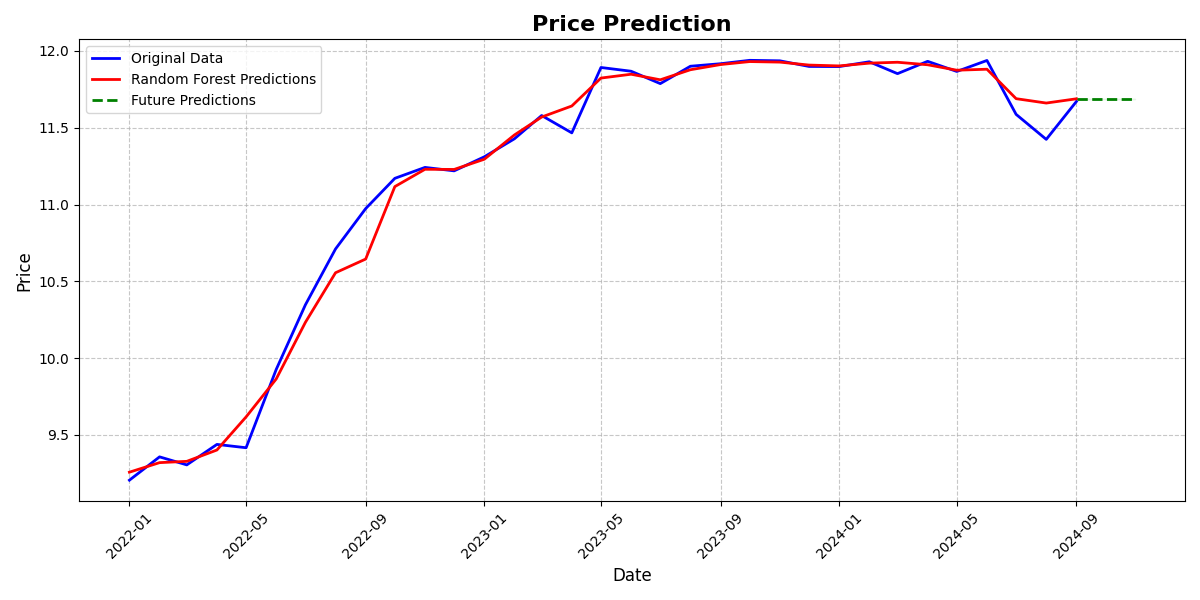 Price Prediction
Original Data
Random Forest Predictions
Future Predictions
12.0
11.5
11.0
10.5
10.0
9.5
Price
2022-01
2022-05
2022-09
2023-01
2023-05
2023-09
2024-01
2024-05
2024-09
Date